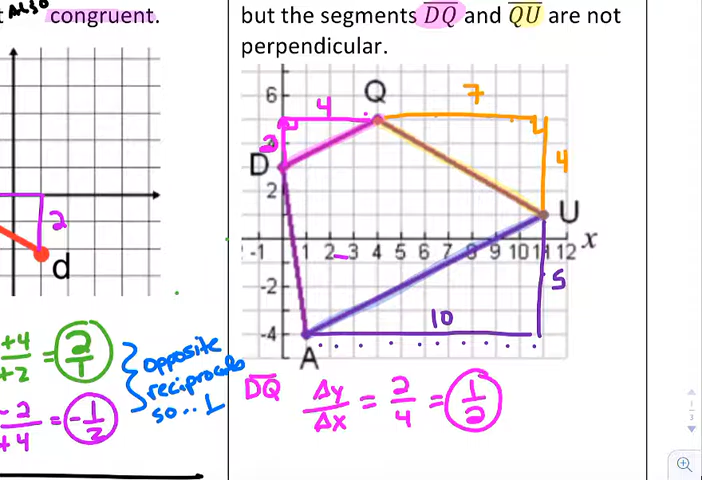 Also
congruent.
2
d
+4/+2 = 2/1
-2/+4 = -1/2
opposite
reciprocals
so.. ⊥
but the segments DQ and QU are not
perpendicular.
6
Q
4
7
2
D
4
2
U
-1 1 2 3 4 5 6 7 8 9 10 11 12 x
-2
5
-4
10
A
DQ Δy/Δx = 2/4 = 1/2
1/3